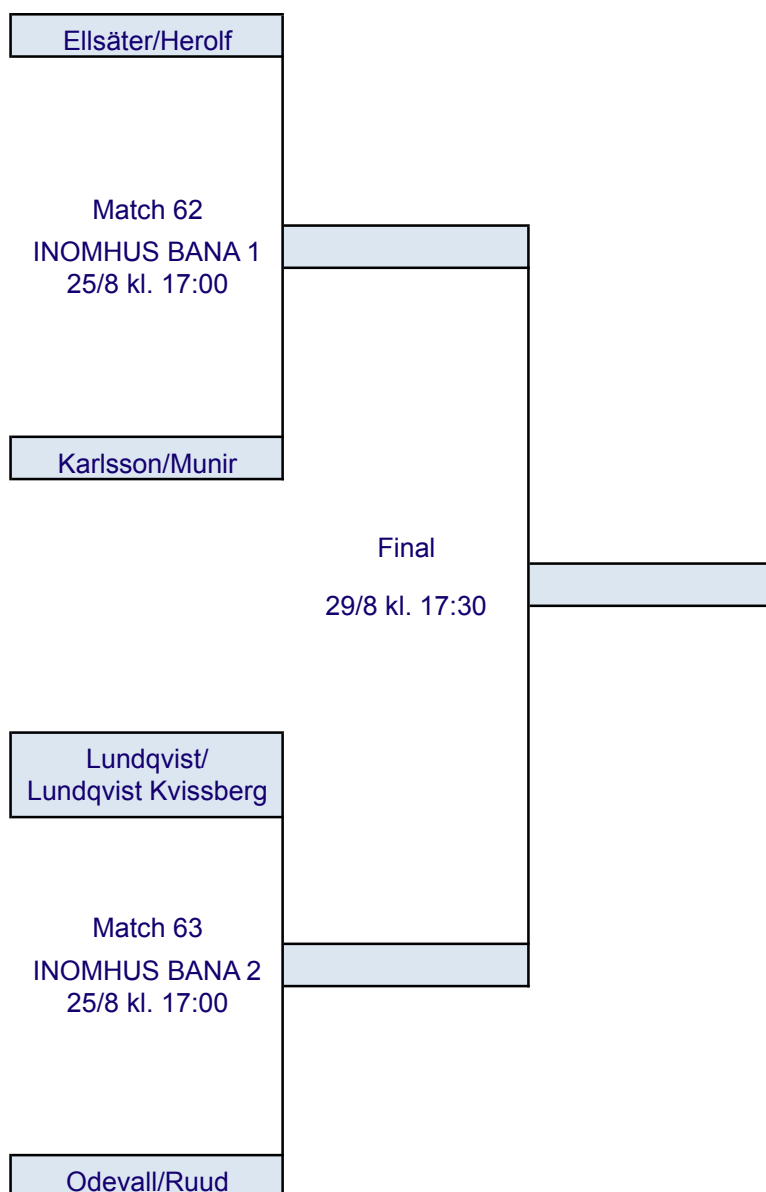 Ellsäter/Herolf
Match 62
INOMHUS BANA 1
25/8 kl. 17:00
Karlsson/Munir
Final
29/8 kl. 17:30
Lundqvist/
Lundqvist Kvissberg
Match 63
INOMHUS BANA 2
25/8 kl. 17:00
Odevall/Ruud